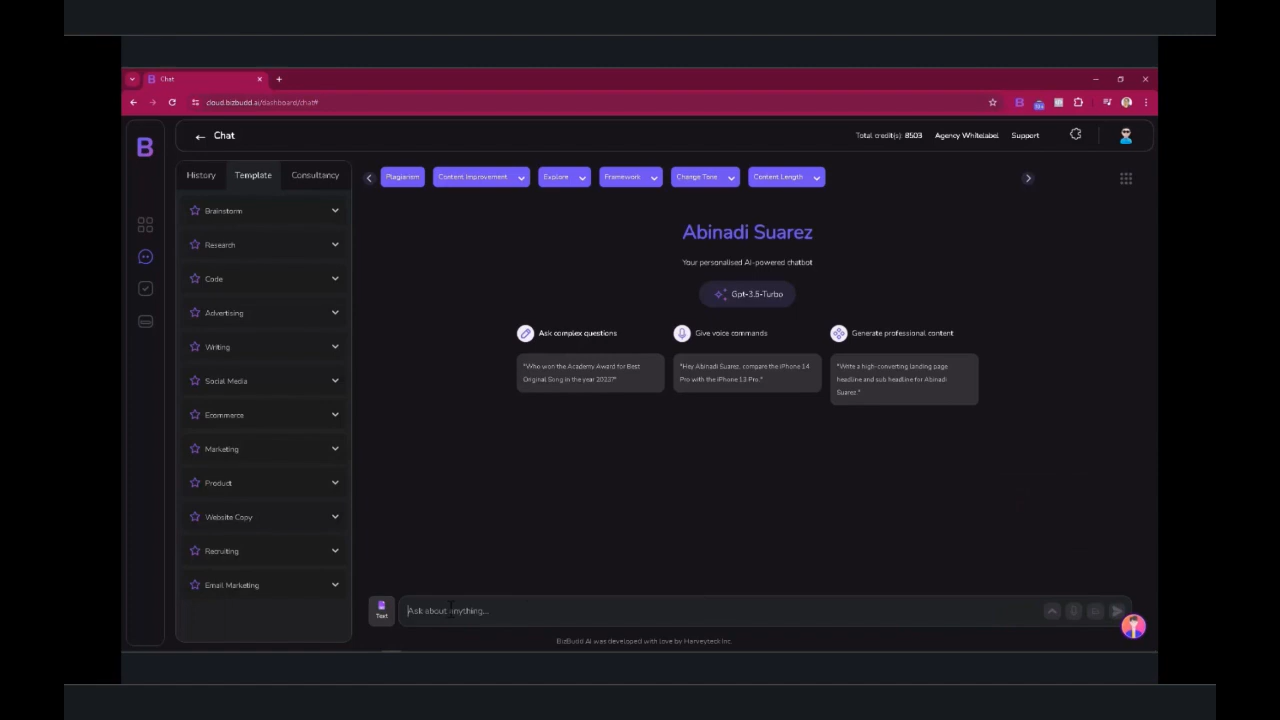 Chat
cloud.bizbudd.ai/dashboard/chat#
B
Chat
Total credit(s): 8503
Agency Whitelabel
Support
History
Template
Consultancy
Plagiarism
Content Improvement
Explore
Framework
Change Tone
Content Length
Brainstorm
Research
Code
Advertising
Writing
Social Media
Ecommerce
Marketing
Product
Website Copy
Recruiting
Email Marketing
Abinadi Suarez
Your personalised AI-powered chatbot
Gpt-3.5-Turbo
Ask complex questions
"Who won the Academy Award for Best
Original Song in the year 2023?"
Give voice commands
"Hey Abinadi Suarez, compare the iPhone 14
Pro with the iPhone 13 Pro."
Generate professional content
"Write a high-converting landing page
headline and sub headline for Abinadi
Suarez."
Text
Ask about anything...
BizBudd AI was developed with love by Harveyteck Inc.